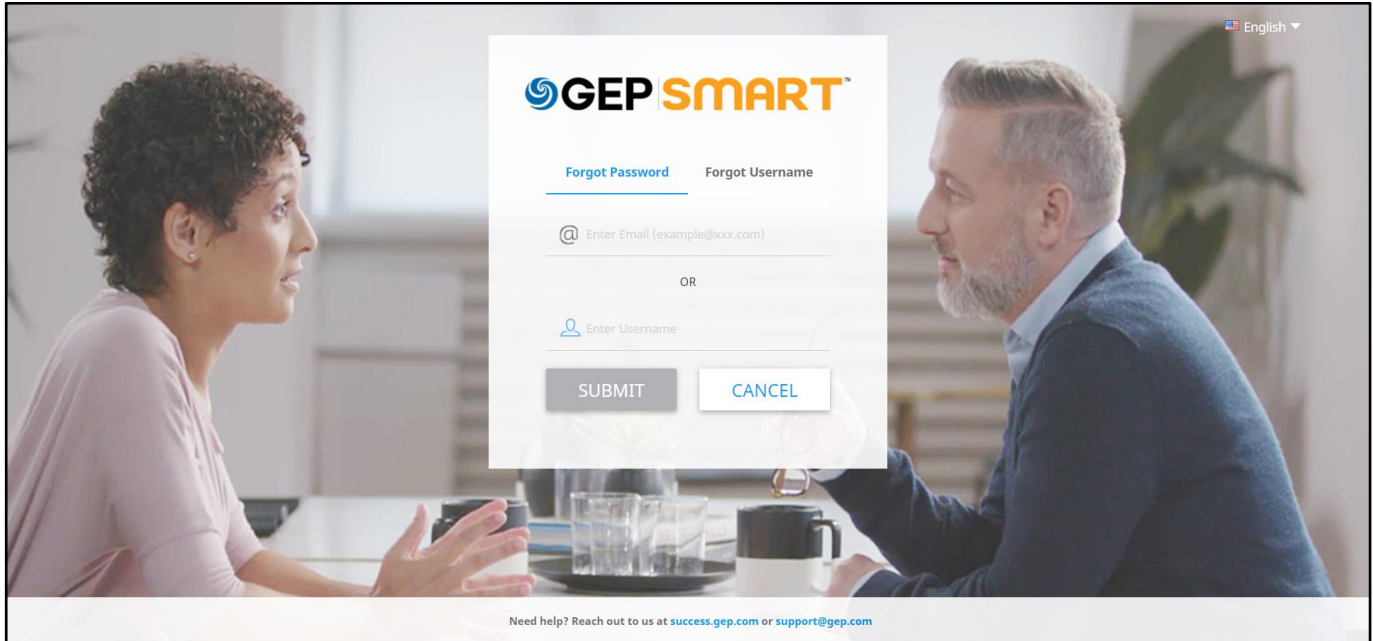 English
GEP SMART™
Forgot Password Forgot Username
@ Enter Email (example@xxx.com)
OR
Enter Username
SUBMIT CANCEL
Need help? Reach out to us at success.gep.com or support@gep.com